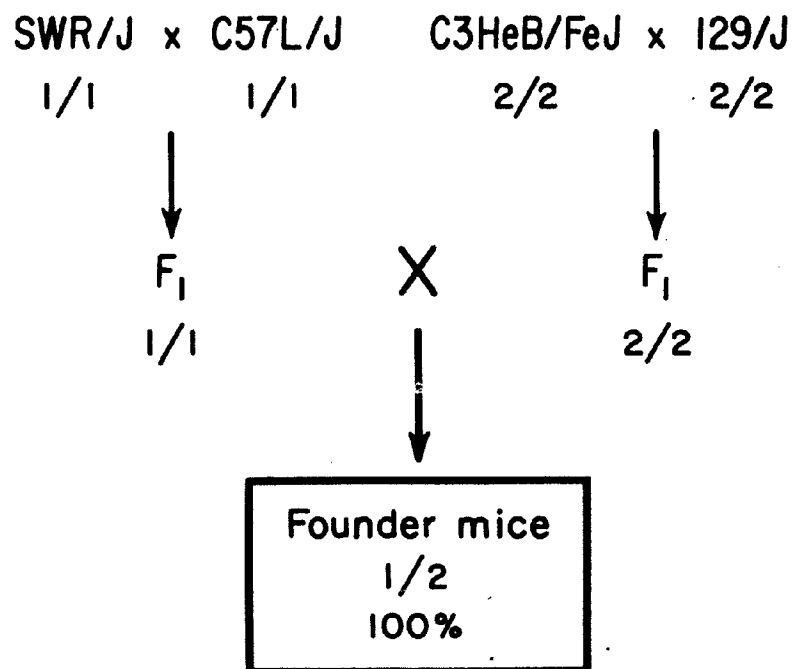 SWR/J x C57L/J C3HeB/FeJ x 129/J
1/1 1/1 2/2 2/2
F₁ X F₁
1/1 2/2
Founder mice
1/2
100%